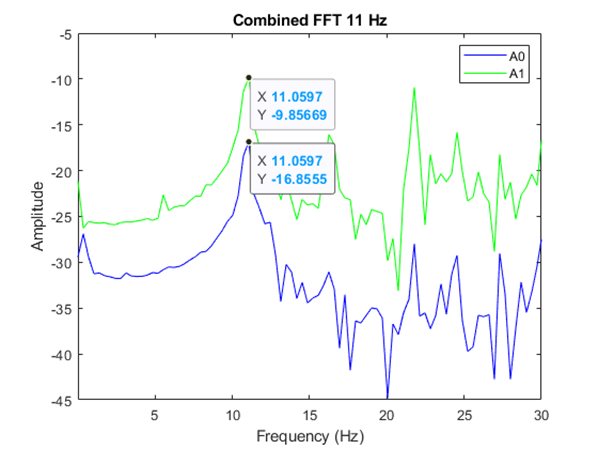 Combined FFT 11 Hz
-5
-10
-15
-20
-25
-30
-35
-40
-45
Amplitude
A0
A1
X 11.0597
Y -9.85669
X 11.0597
Y -16.8555
5 10 15 20 25 30
Frequency (Hz)